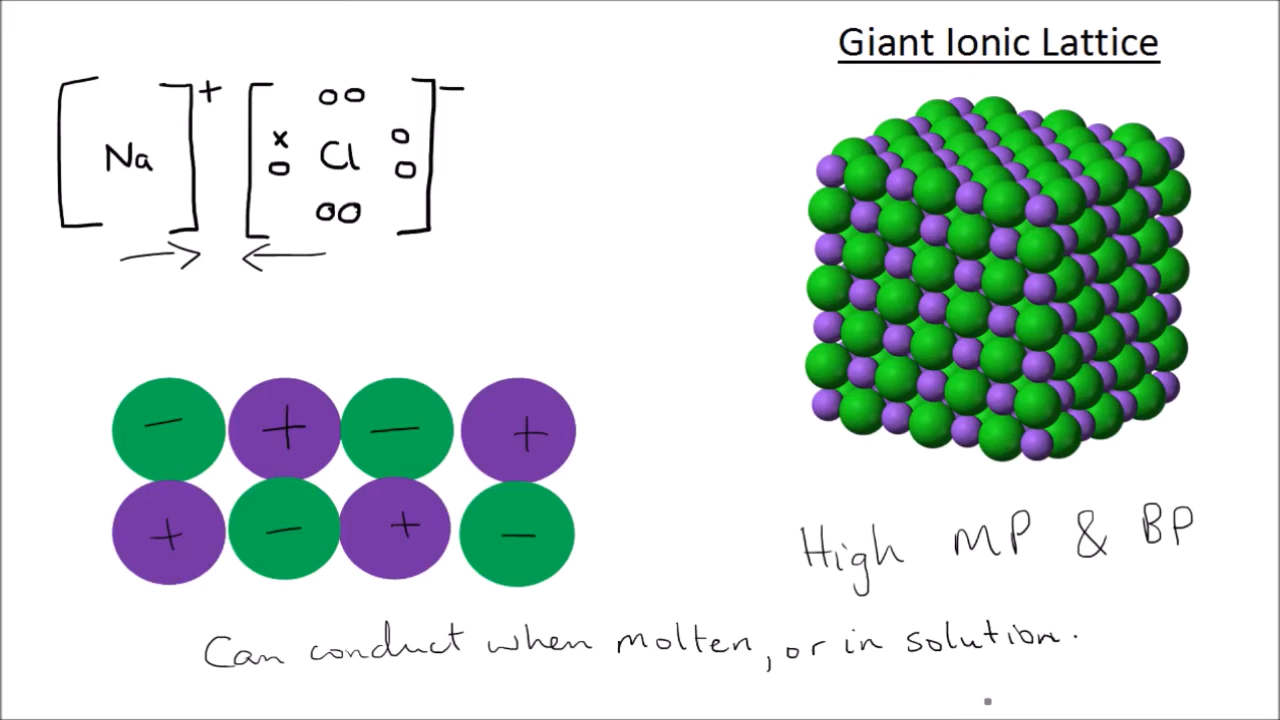 Giant Ionic Lattice
[Na]+ [Cl]−
− + − +
+ − + −
High MP & BP
Can conduct when molten, or in solution.